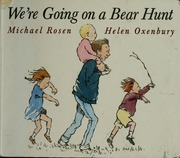 We're Going on a Bear Hunt
Michael Rosen Helen Oxenbury